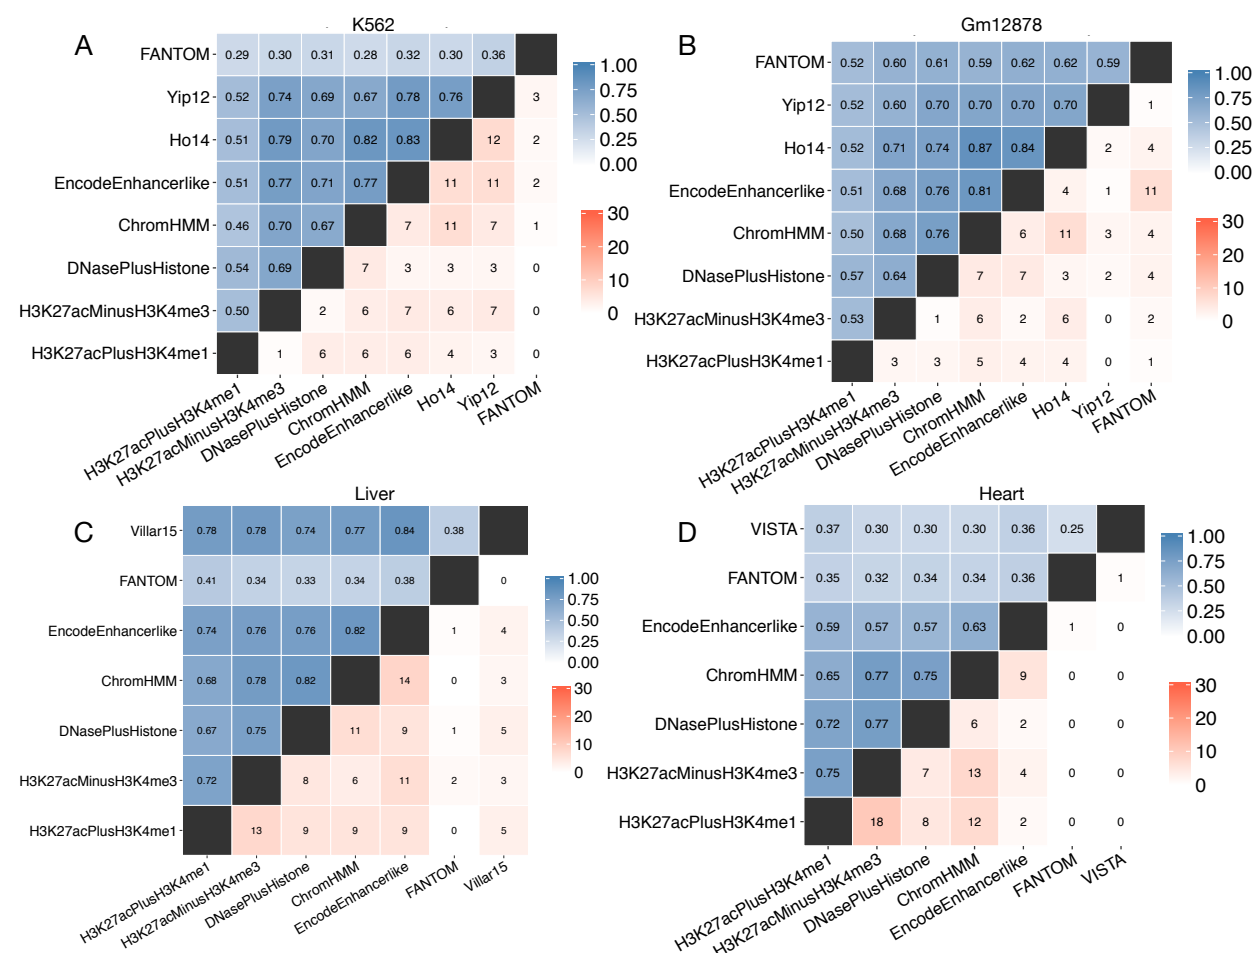 A
K562
FANTOM 0.29 0.30 0.31 0.28 0.32 0.30 0.36
Yip12 0.52 0.74 0.69 0.67 0.78 0.76 3
Ho14 0.51 0.79 0.70 0.82 0.83 12 2
EncodeEnhancerlike 0.51 0.77 0.71 0.77 11 11 2
ChromHMM 0.46 0.70 0.67 7 11 7 1
DNasePlusHistone 0.54 0.69 7 3 3 3 0
H3K27acMinusH3K4me3 0.50 2 6 7 6 7 0
H3K27acPlusH3K4me1 1 6 6 6 4 3 0
H3K27acPlusH3K4me1
H3K27acMinusH3K4me3
DNasePlusHistone
ChromHMM
EncodeEnhancerlike
Ho14
Yip12
FANTOM
1.00
0.75
0.50
0.25
0.00
30
20
10
0
B
Gm12878
FANTOM 0.52 0.60 0.61 0.59 0.62 0.62 0.59
Yip12 0.52 0.60 0.70 0.70 0.70 0.70 1
Ho14 0.52 0.71 0.74 0.87 0.84 2 4
EncodeEnhancerlike 0.51 0.68 0.76 0.81 4 1 11
ChromHMM 0.50 0.68 0.76 6 11 3 4
DNasePlusHistone 0.57 0.64 7 7 3 2 4
H3K27acMinusH3K4me3 0.53 1 6 2 6 0 2
H3K27acPlusH3K4me1 3 3 5 4 4 0 1
H3K27acPlusH3K4me1
H3K27acMinusH3K4me3
DNasePlusHistone
ChromHMM
EncodeEnhancerlike
Ho14
Yip12
FANTOM
1.00
0.75
0.50
0.25
0.00
30
20
10
0
C
Liver
Villar15 0.78 0.78 0.74 0.77 0.84 0.38
FANTOM 0.41 0.34 0.33 0.34 0.38 0
EncodeEnhancerlike 0.74 0.76 0.76 0.82 1 4
ChromHMM 0.68 0.78 0.82 14 0 3
DNasePlusHistone 0.67 0.75 11 9 1 5
H3K27acMinusH3K4me3 0.72 8 6 11 2 3
H3K27acPlusH3K4me1 13 9 9 9 0 5
H3K27acPlusH3K4me1
H3K27acMinusH3K4me3
DNasePlusHistone
ChromHMM
EncodeEnhancerlike
FANTOM
Villar15
1.00
0.75
0.50
0.25
0.00
30
20
10
0
D
Heart
VISTA 0.37 0.30 0.30 0.30 0.36 0.25
FANTOM 0.35 0.32 0.34 0.34 0.36 1
EncodeEnhancerlike 0.59 0.57 0.57 0.63 1 0
ChromHMM 0.65 0.77 0.75 9 0 0
DNasePlusHistone 0.72 0.77 6 2 0 0
H3K27acMinusH3K4me3 0.75 7 13 4 0 0
H3K27acPlusH3K4me1 18 8 12 2 0 0
H3K27acPlusH3K4me1
H3K27acMinusH3K4me3
DNasePlusHistone
ChromHMM
EncodeEnhancerlike
FANTOM
VISTA
1.00
0.75
0.50
0.25
0.00
30
20
10
0